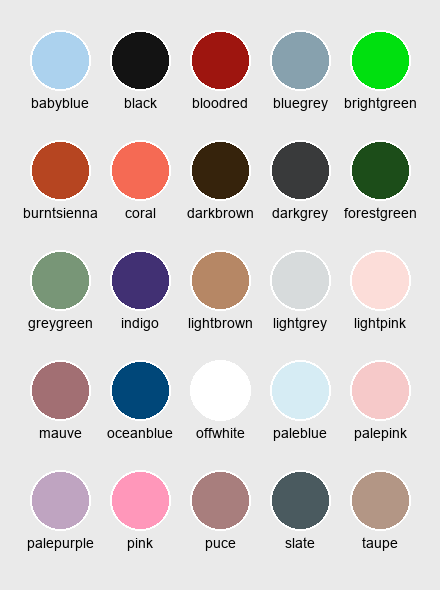 babyblue black bloodred bluegrey brightgreen
burntsienna coral darkbrown darkgrey forestgreen
greygreen indigo lightbrown lightgrey lightpink
mauve oceanblue offwhite paleblue palepink
palepurple pink puce slate taupe